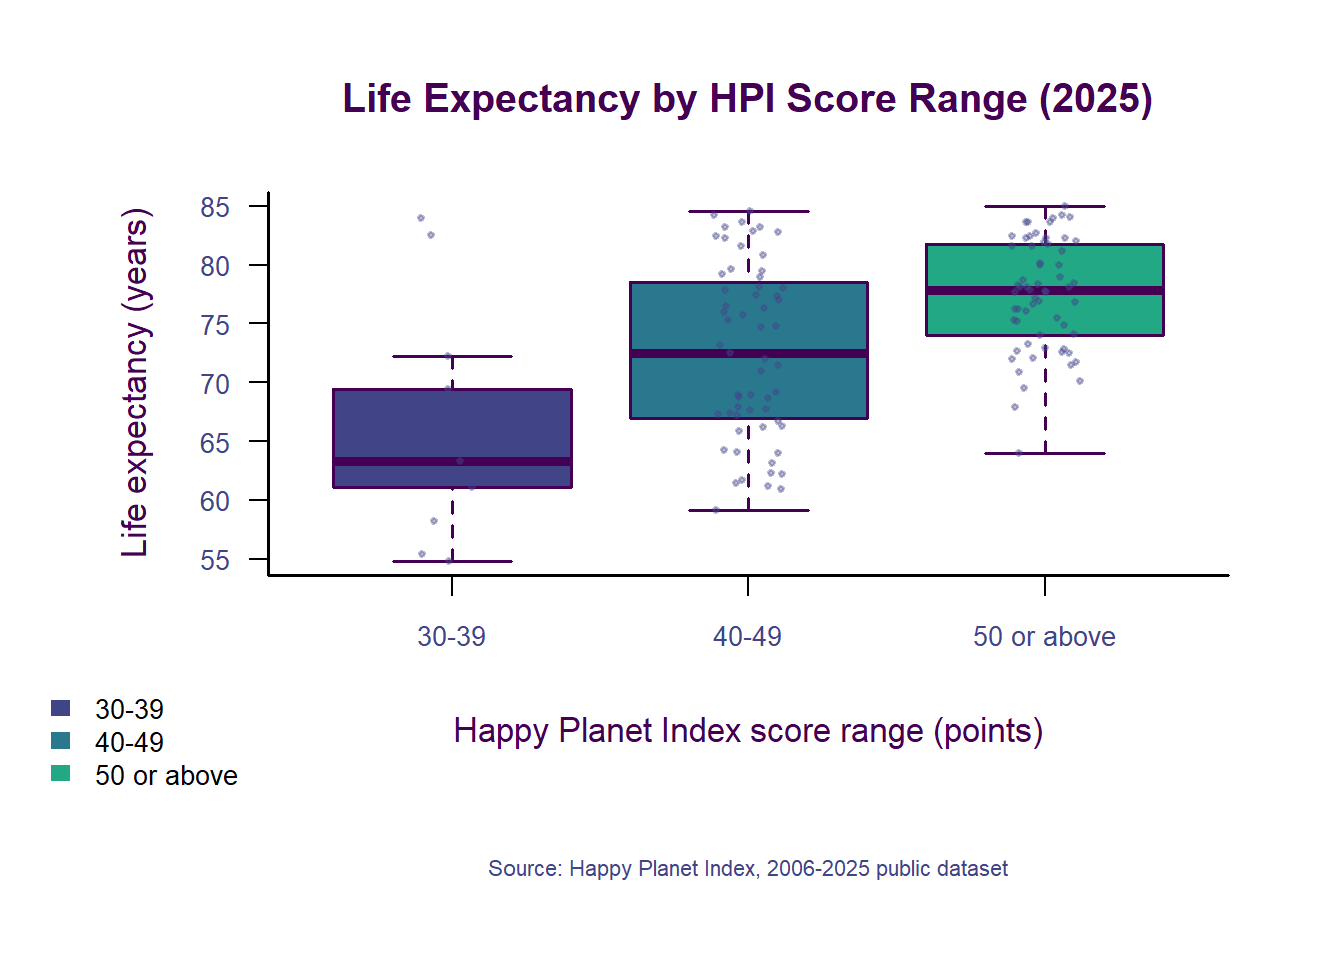 Life Expectancy by HPI Score Range (2025)
Life expectancy (years)
85
80
75
70
65
60
55
30-39
40-49
50 or above
Happy Planet Index score range (points)
30-39
40-49
50 or above
Source: Happy Planet Index, 2006-2025 public dataset